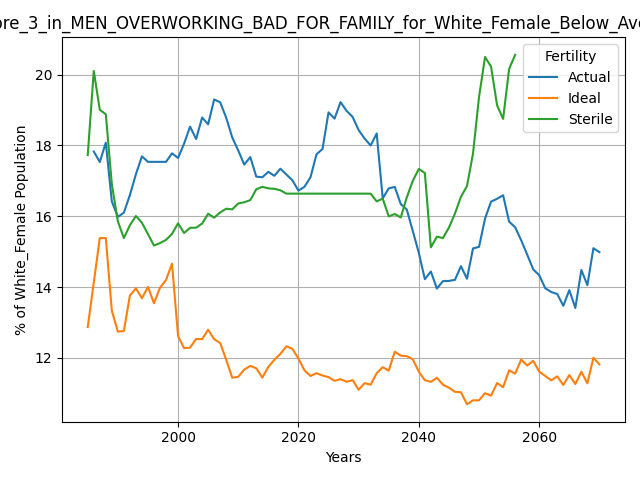 ore_3_in_MEN_OVERWORKING_BAD_FOR_FAMILY_for_White_Female_Below_Ave
Fertility
Actual
Ideal
Sterile
% of White_Female Population
20
18
16
14
12
2000
2020
2040
2060
Years